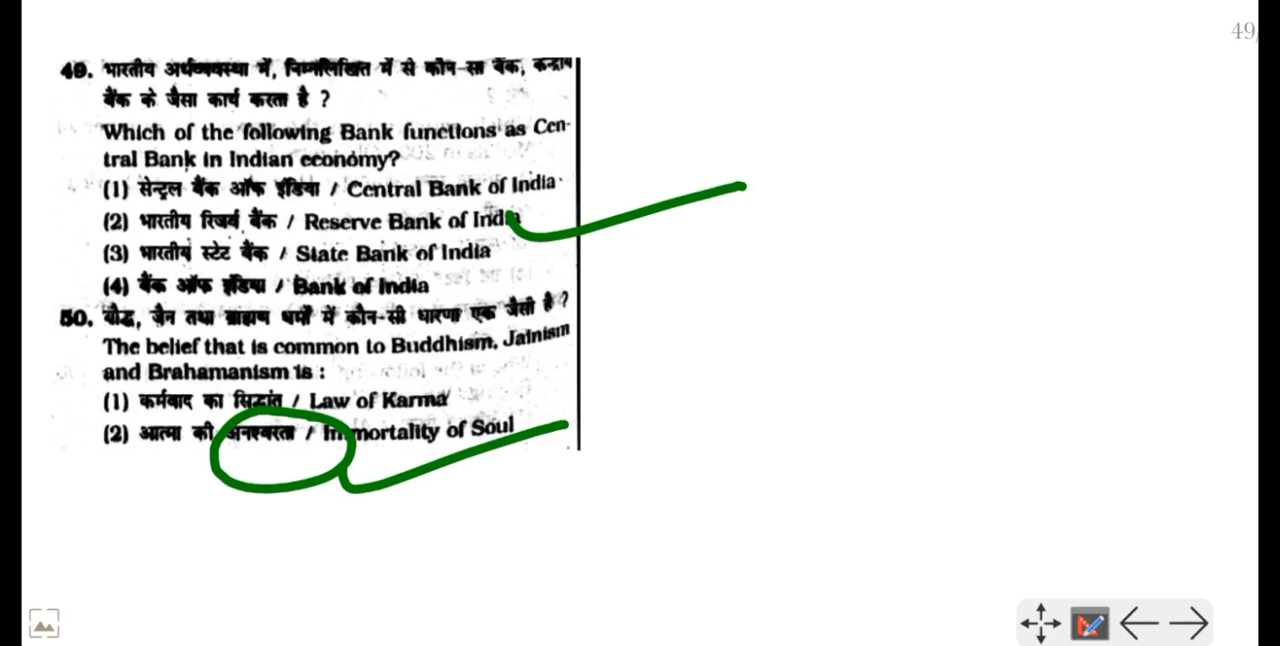 49
49. भारतीय अर्थव्यवस्था में, निम्नलिखित में से कौन-सा बैंक,
बैंक के जैसा कार्य करता है ?
Which of the following Bank functions as Cen-
tral Bank in Indian economy?
(1) सेन्ट्रल बैंक ऑफ इंडिया / Central Bank of India
(2) भारतीय रिजर्व बैंक / Reserve Bank of India
(3) भारतीय स्टेट बैंक / State Bank of India
(4) बैंक ऑफ इंडिया / Bank of India
50. बौद्ध, जैन तथा ब्राह्मण धर्मों में कौन-सी धारणा एक जैसी है ?
The belief that is common to Buddhism, Jainism
and Brahamanism is :
(1) कर्मवाद का सिद्धांत / Law of Karma
(2) आत्मा की अनश्वरता / Immortality of Soul